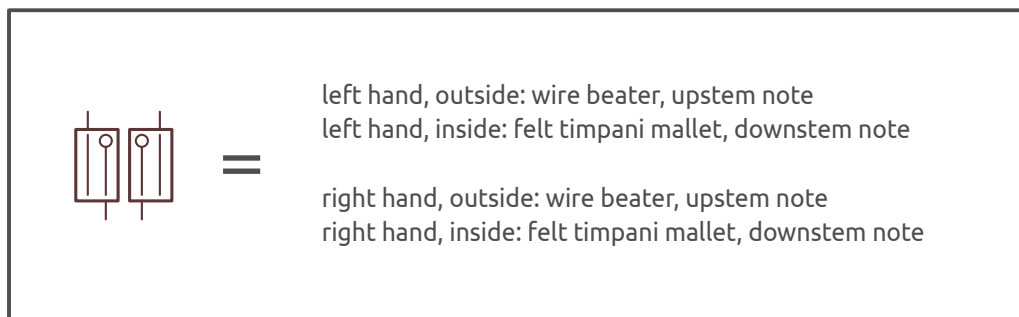 =
left hand, outside: wire beater, upstem note
left hand, inside: felt timpani mallet, downstem note
right hand, outside: wire beater, upstem note
right hand, inside: felt timpani mallet, downstem note